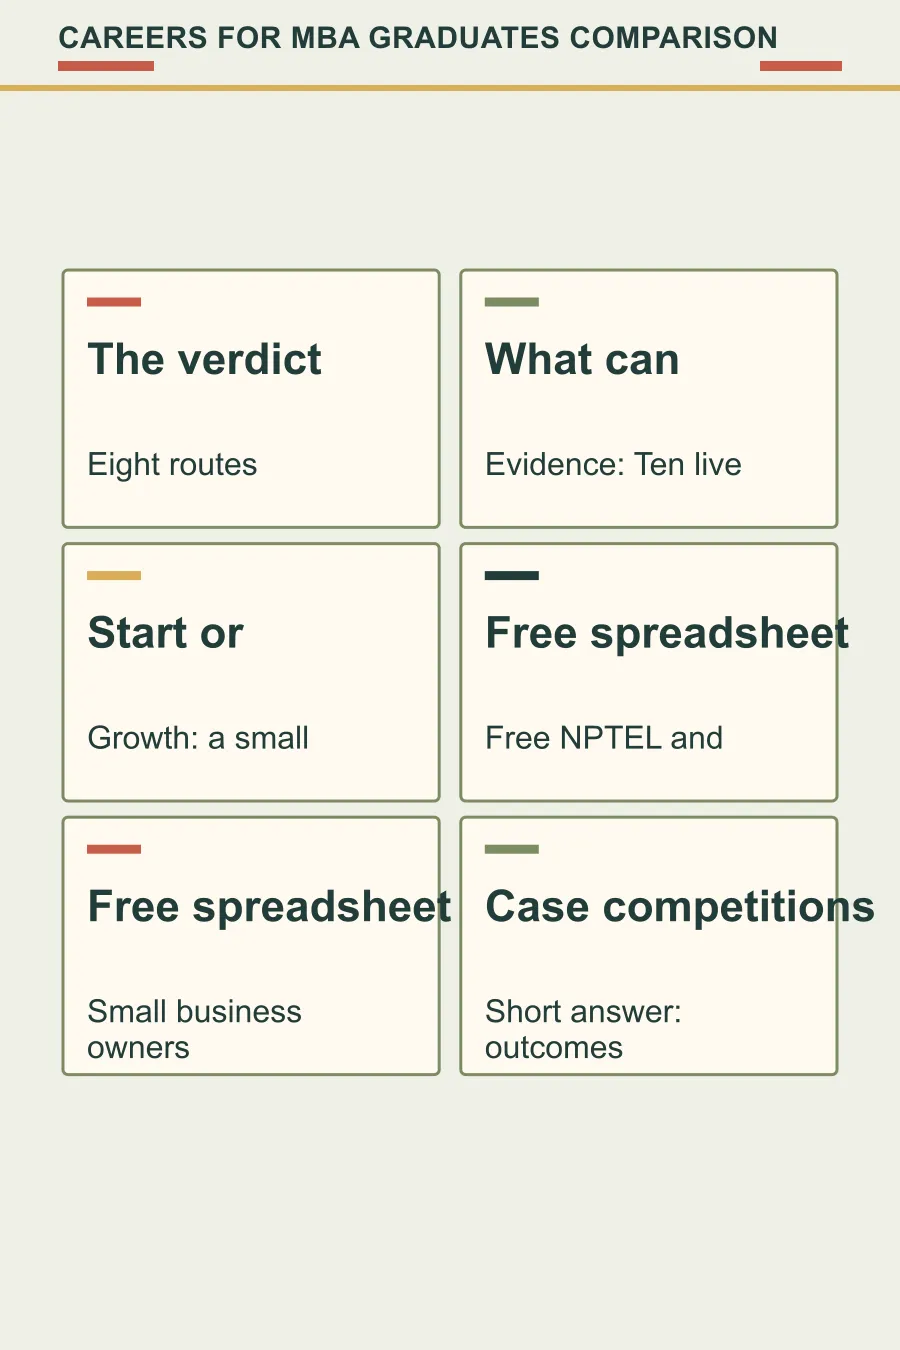 CAREERS FOR MBA GRADUATES COMPARISON
The verdict
Eight routes
What can
Evidence: Ten live
Start or
Growth: a small
Free spreadsheet
Free NPTEL and
Free spreadsheet
Small business
owners
Case competitions
Short answer:
outcomes